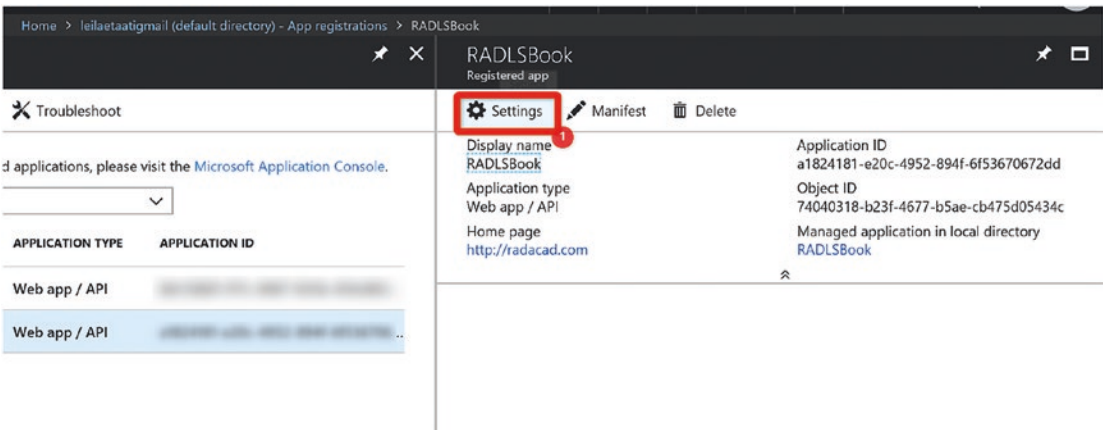 Home > leilaetaatigmail (default directory) - App registrations > RADLSBook
RADLSBook
Registered app
Troubleshoot
Settings
Manifest
Delete
1
d applications, please visit the Microsoft Application Console.
APPLICATION TYPE APPLICATION ID
Web app / API
Web app / API
Display name
RADLSBook
Application type
Web app / API
Home page
http://radacad.com
Application ID
a1824181-e20c-4952-894f-6f53670672dd
Object ID
74040318-b23f-4677-b5ae-cb475d05434c
Managed application in local directory
RADLSBook